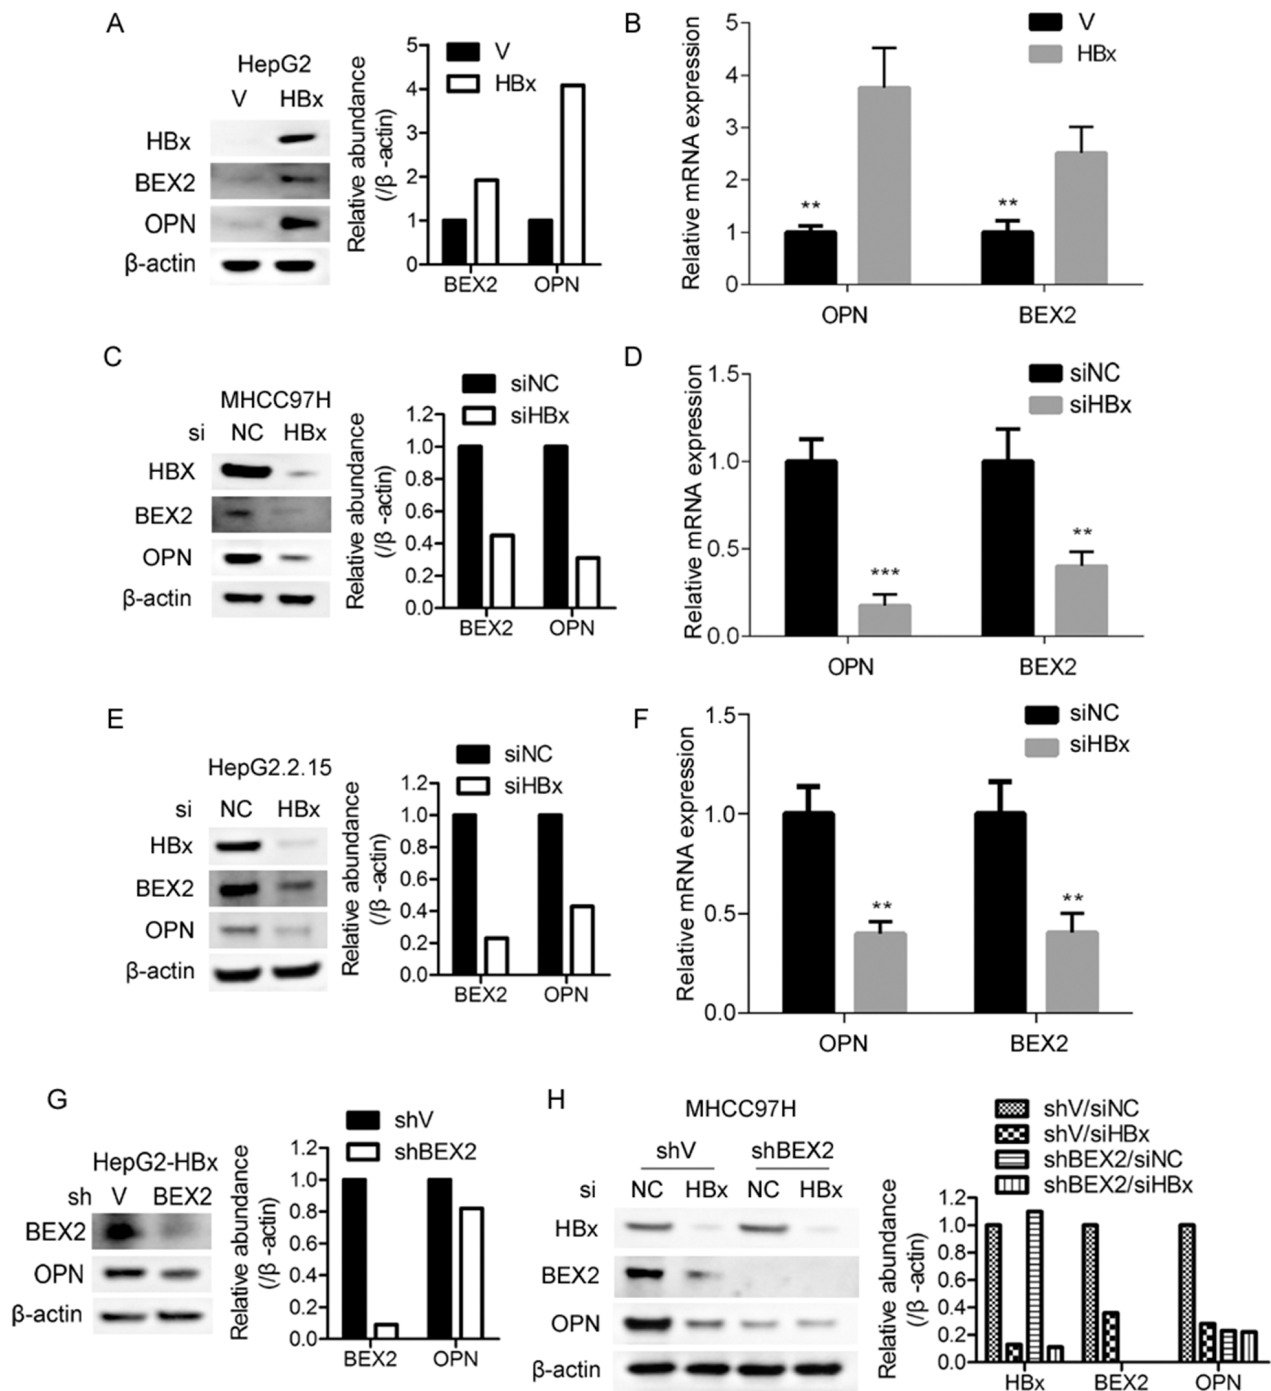 A
HepG2
V HBx
HBx
BEX2
OPN
β-actin
Relative abundance
(/β -actin)
5
4
3
2
1
0
V
HBx
BEX2 OPN
B
Relative mRNA expression
5
4
3
2
1
0
V
HBx
** **
OPN BEX2
C
MHCC97H
si NC HBx
HBX
BEX2
OPN
β-actin
Relative abundance
(/β -actin)
siNC
siHBx
1.2
1.0
0.8
0.6
0.4
0.2
0.0
BEX2 OPN
D
Relative mRNA expression
1.5
1.0
0.5
0.0
siNC
siHBx
*** **
OPN BEX2
E
HepG2.2.15
si NC HBx
HBx
BEX2
OPN
β-actin
Relative abundance
(/β -actin)
siNC
siHBx
1.2
1.0
0.8
0.6
0.4
0.2
0.0
BEX2 OPN
F
Relative mRNA expression
1.5
1.0
0.5
0.0
siNC
siHBx
** **
OPN BEX2
G
HepG2-HBx
sh V BEX2
BEX2
OPN
β-actin
Relative abundance
(/β -actin)
shV
shBEX2
1.2
1.0
0.8
0.6
0.4
0.2
0.0
BEX2 OPN
H
MHCC97H
shV shBEX2
si NC HBx NC HBx
HBx
BEX2
OPN
β-actin
Relative abundance
(/β -actin)
shV/siNC
shV/siHBx
shBEX2/siNC
shBEX2/siHBx
1.2
1.0
0.8
0.6
0.4
0.2
0.0
HBx BEX2 OPN